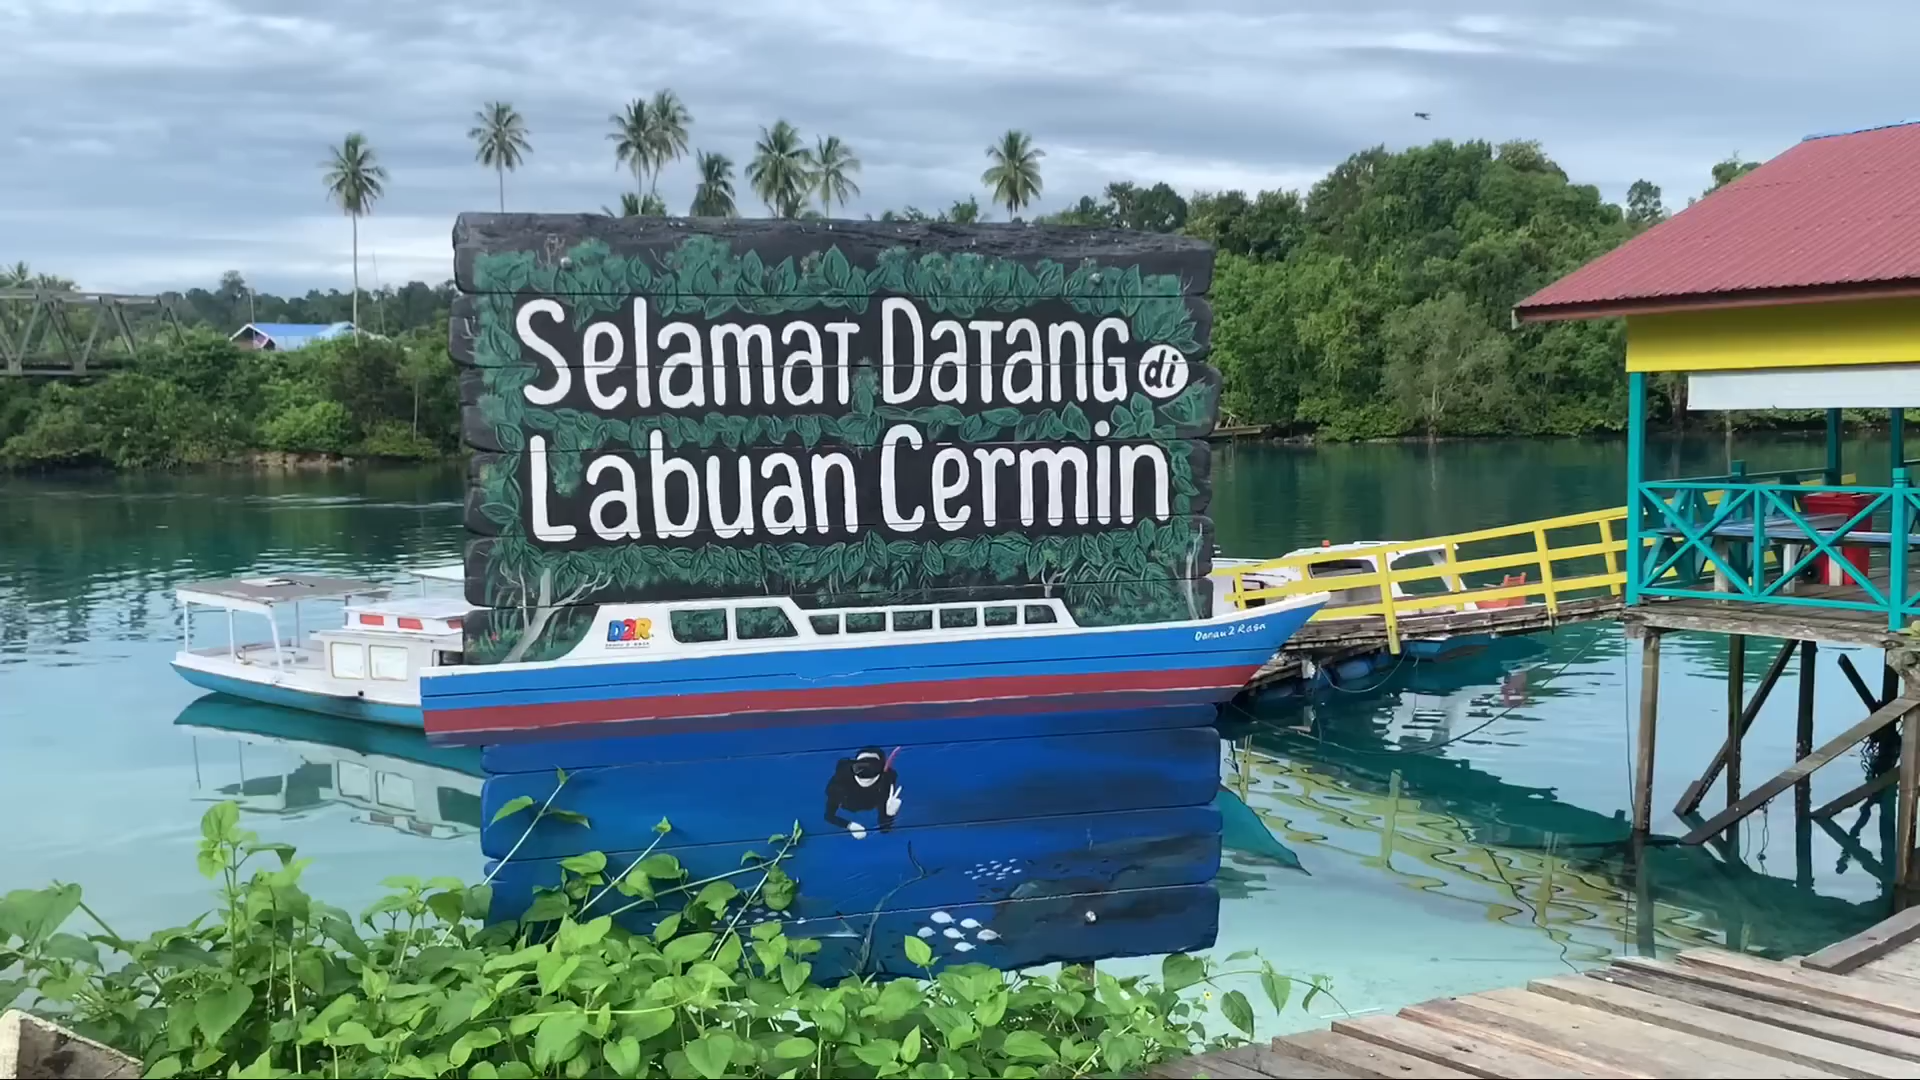 Selamat Datang di
Labuan Cermin
D2R
Danau 2 Rasa